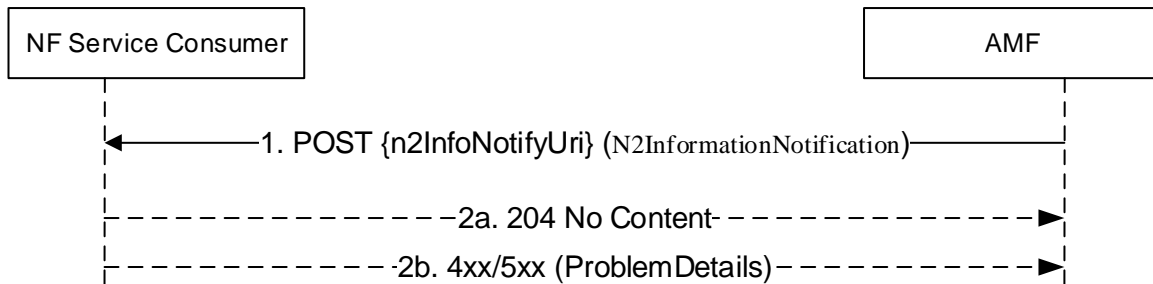 NF Service Consumer
AMF
1. POST {n2InfoNotifyUri} (N2InformationNotification)
2a. 204 No Content
2b. 4xx/5xx (ProblemDetails)